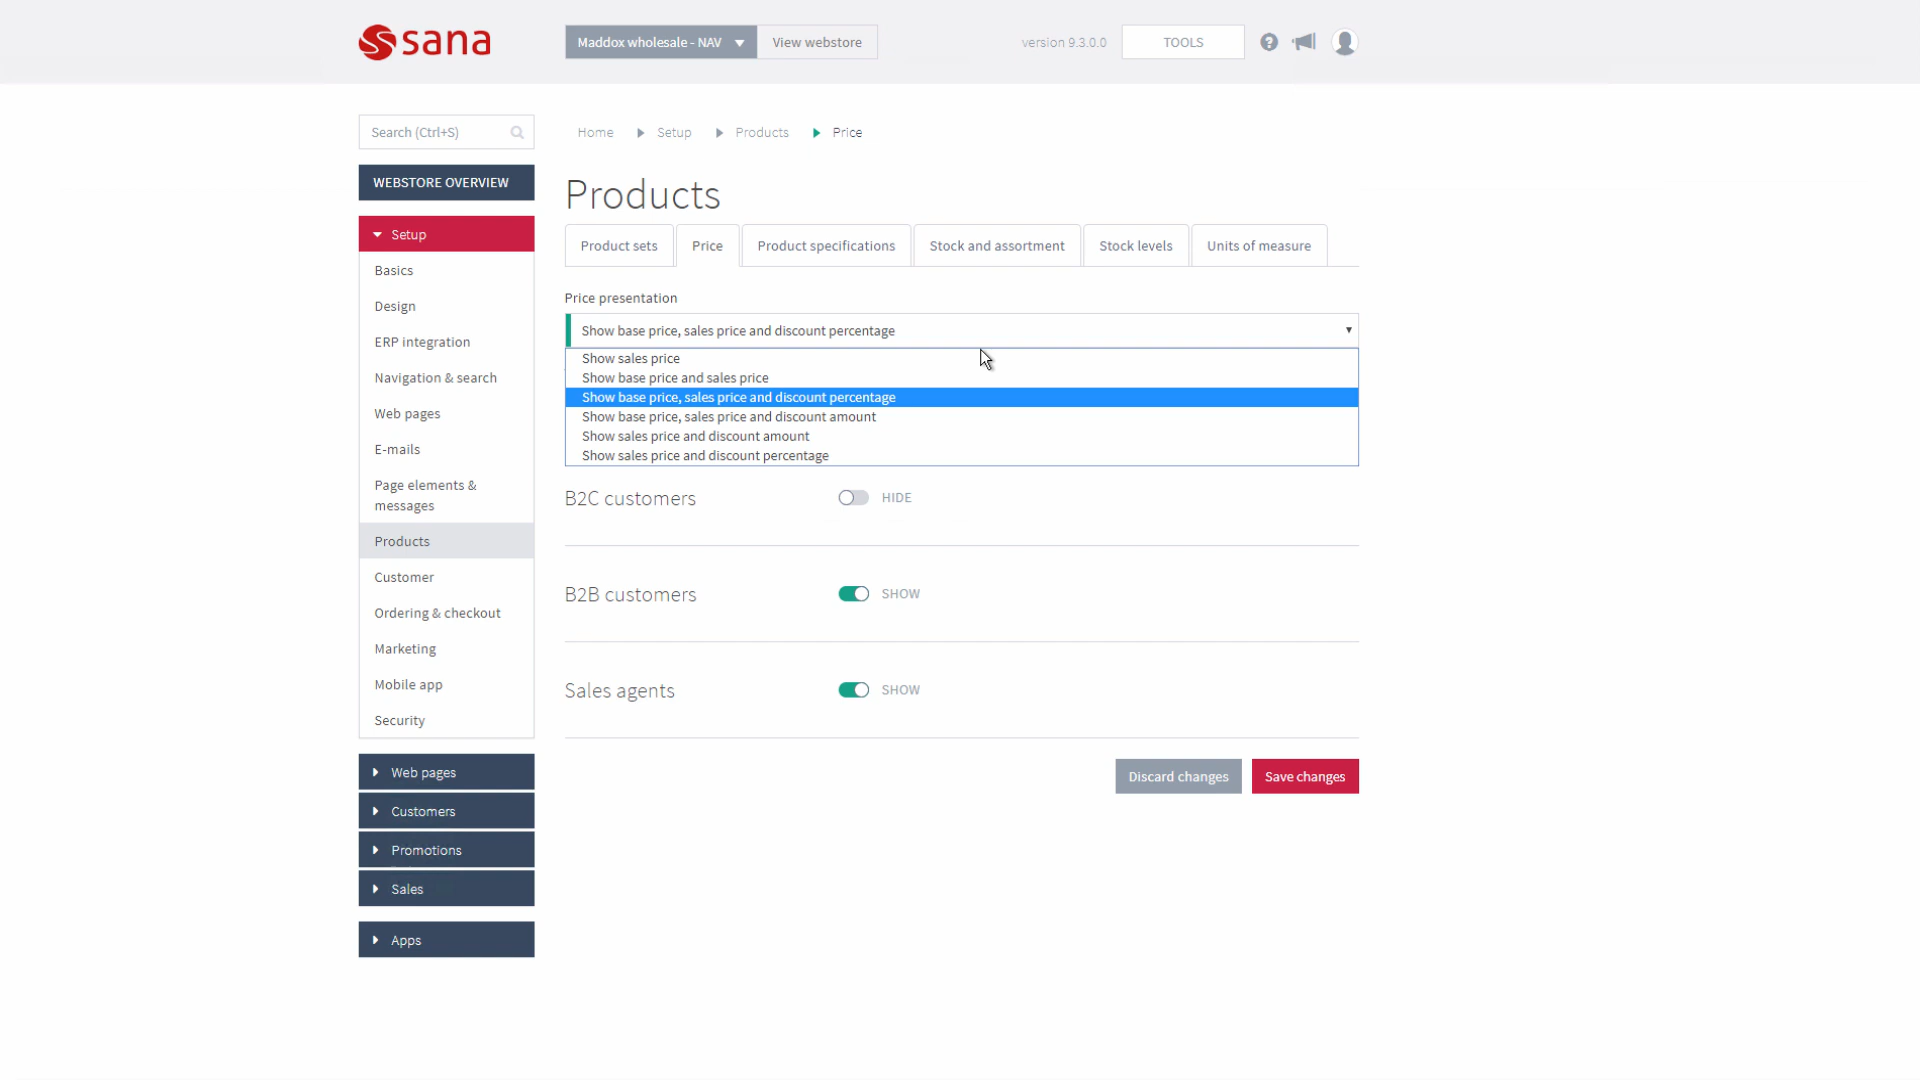 sana
Maddox wholesale - NAV
View webstore
version 9.3.0.0
TOOLS
Search (Ctrl+S)
Home
Setup
Products
Price
WEBSTORE OVERVIEW
Setup
Basics
Design
ERP integration
Navigation & search
Web pages
E-mails
Page elements &
messages
Products
Customer
Ordering & checkout
Marketing
Mobile app
Security
Web pages
Customers
Promotions
Sales
Apps
Products
Product sets
Price
Product specifications
Stock and assortment
Stock levels
Units of measure
Price presentation
Show base price, sales price and discount percentage
Show sales price
Show base price and sales price
Show base price, sales price and discount percentage
Show base price, sales price and discount amount
Show sales price and discount amount
Show sales price and discount percentage
B2C customers
HIDE
B2B customers
SHOW
Sales agents
SHOW
Discard changes
Save changes